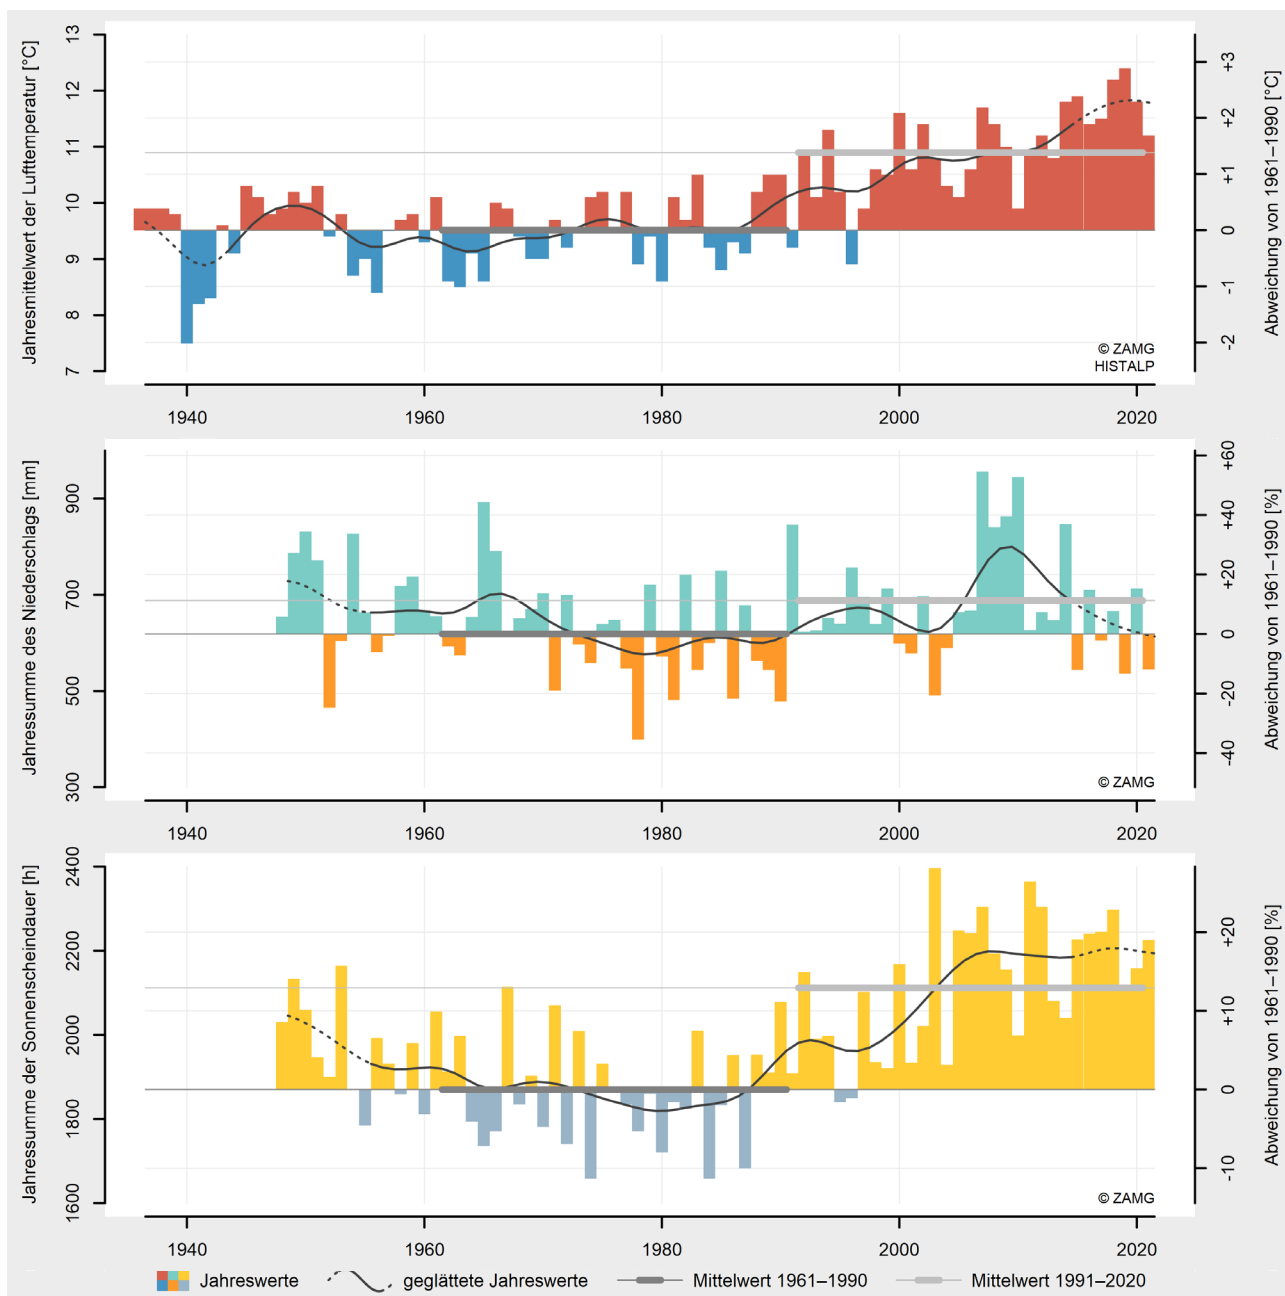 Jahresmittelwert der Lufttemperatur [°C]
13
12
11
10
9
8
7
+3
+2
+1
0
-1
-2
Abweichung von 1961–1990 [°C]
© ZAMG
HISTALP
1940 1960 1980 2000 2020
Jahressumme des Niederschlags [mm]
900
700
500
300
+60
+40
+20
0
-20
-40
Abweichung von 1961–1990 [%]
© ZAMG
1940 1960 1980 2000 2020
Jahressumme der Sonnenscheindauer [h]
2400
2200
2000
1800
1600
+20
+10
0
-10
Abweichung von 1961–1990 [%]
© ZAMG
1940 1960 1980 2000 2020
Jahreswerte geglättete Jahreswerte Mittelwert 1961–1990 Mittelwert 1991–2020